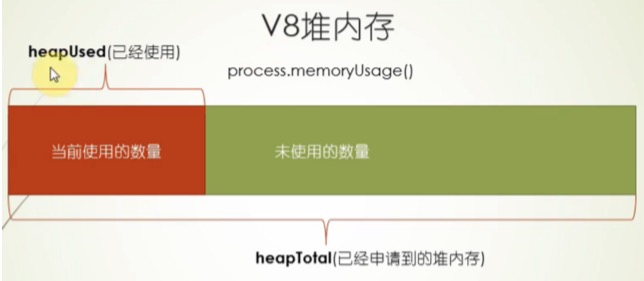 V8堆内存
heapUsed(已经使用)
process.memoryUsage()
当前使用的数量
未使用的数量
heapTotal(已经申请到的堆内存)